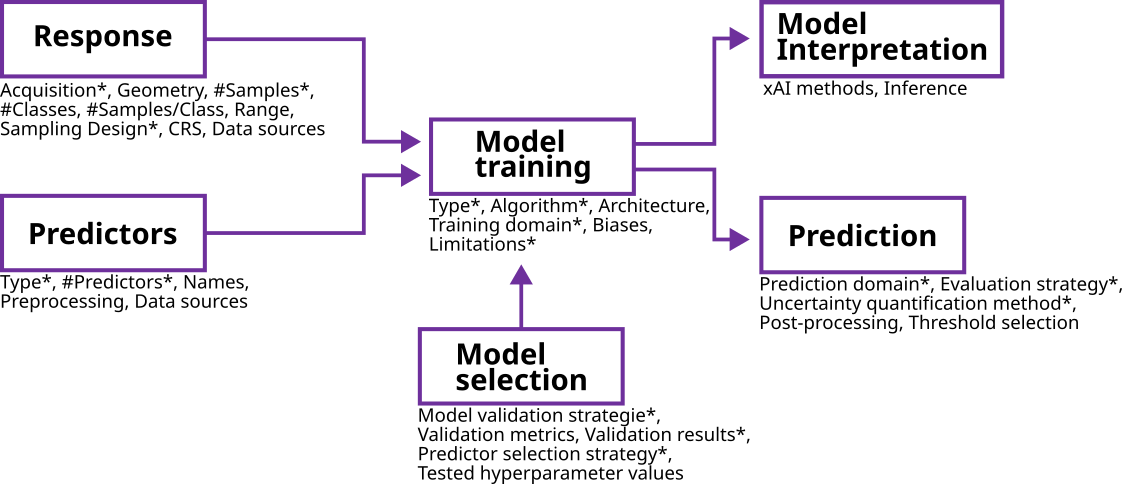 Response
Acquisition*, Geometry, #Samples*,
#Classes, #Samples/Class, Range,
Sampling Design*, CRS, Data sources
Predictors
Type*, #Predictors*, Names,
Preprocessing, Data sources
Model
training
Type*, Algorithm*, Architecture,
Training domain*, Biases,
Limitations*
Model
selection
Model validation strategie*,
Validation metrics, Validation results*,
Predictor selection strategy*,
Tested hyperparameter values
Model
Interpretation
xAI methods, Inference
Prediction
Prediction domain*, Evaluation strategy*,
Uncertainty quantification method*,
Post-processing, Threshold selection